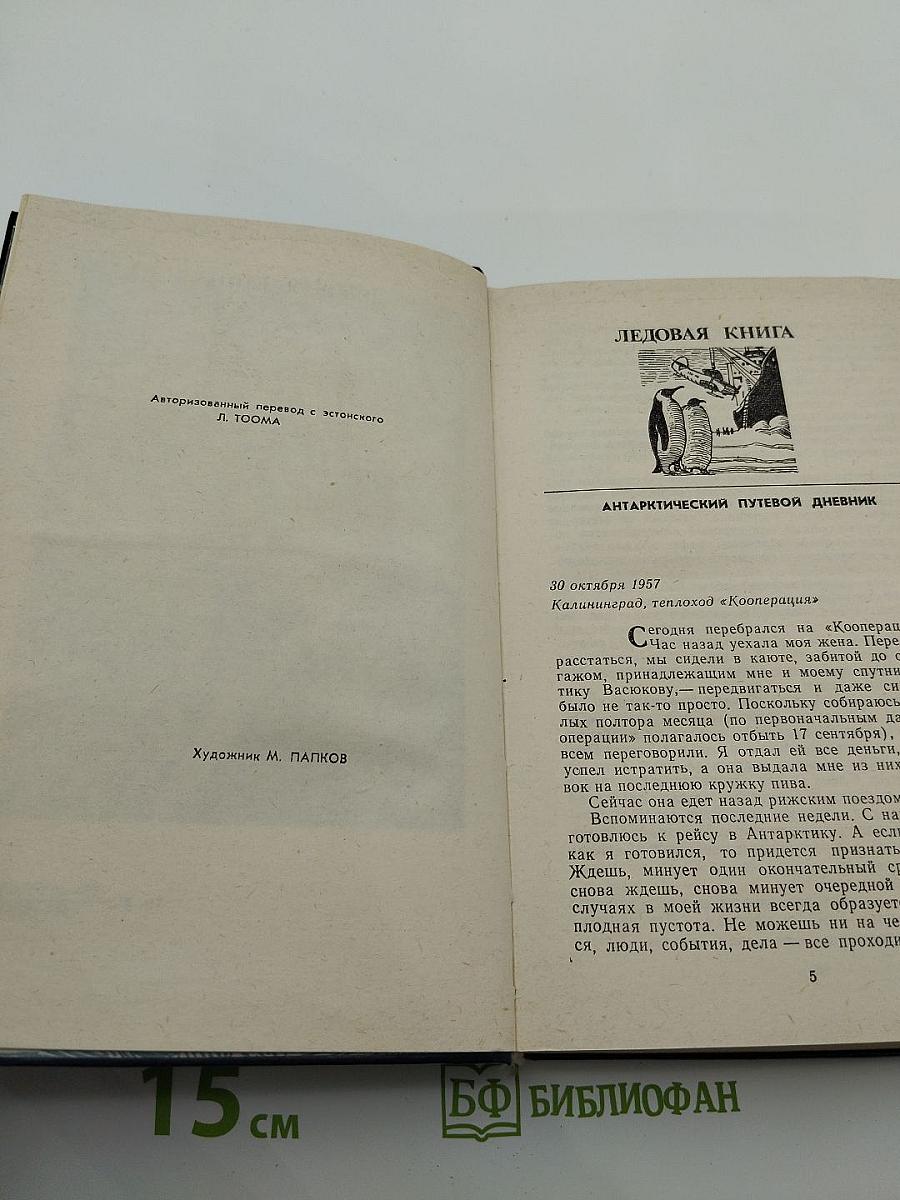 Авторизованный перевод с эстонского
Л. ТООМА
Художник М. ПАПКОВ
ЛЕДОВАЯ КНИГА
АНТАРКТИЧЕСКИЙ ПУТЕВОЙ ДНЕВНИК
30 октября 1957
Калининград, теплоход «Кооперация»
Сегодня перебрался на «Коопера
Час назад уехала моя жена. Пере
расстаться, мы сидели в каюте, забитой до
гажом, принадлежащим мне и моему спутни
тику Васюкову,— передвигаться и даже си
было не так-то просто. Поскольку собираюсь
лых полтора месяца (по первоначальным да
операции» полагалось отбыть 17 сентября),
всем переговорили. Я отдал ей все деньги,
успел истратить, а она выдала мне из них
вок на последнюю кружку пива.
Сейчас она едет назад рижским поездом
Вспоминаются последние недели. С на
готовлюсь к рейсу в Антарктику. А если
как я готовился, то придется признать
Ждешь, минует один окончательный ср
снова ждешь, снова минует очередной
случаях в моей жизни всегда образует
плодная пустота. Не можешь ни на че
ся, люди, события, дела — все проходи
5
15 см
БФ БИБЛИОФАН